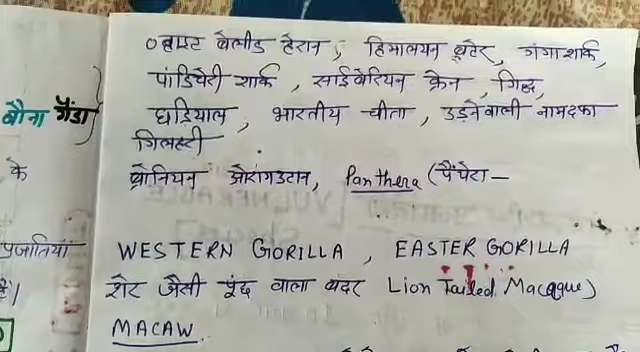 व्हाइट बेलीड हेरान, हिमालयन बूटेर, गंगा शार्क,
पांडिचेरी शार्क, साईबेरियन क्रेन, गिद्ध,
बौना गैंडा घड़ियाल, भारतीय चीता, उड़नेवाली नामदफा
गिलहरी
के बोर्नियन ओरांगउटान, Panthera (पैंथेरा –
प्रजातियां WESTERN GORILLA, EASTER GORILLA
है। शेर जैसी पूंद वाला बंदर Lion Tailed Macaque)
MACAW